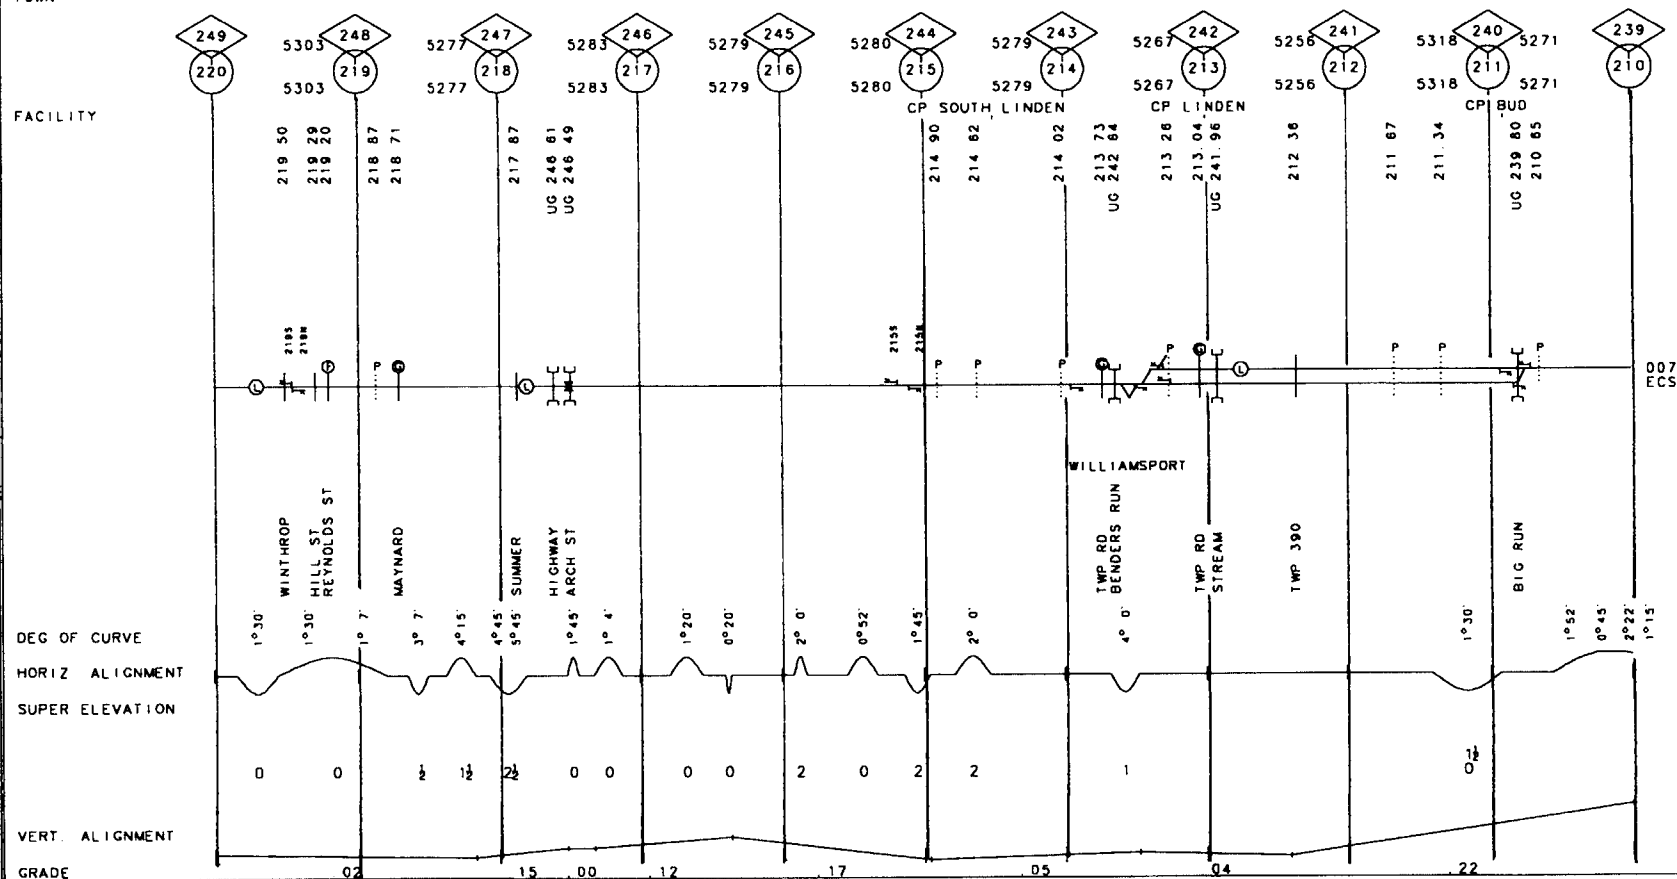 249 248 247 246 245 244 243 242 241 240 239
5303 5277 5283 5279 5280 5279 5267 5256 5318 5271
220 219 218 217 216 215 214 213 212 211 210
5303 5277 5283 5279 5280 5279 5267 5256 5318 5271
CP SOUTH LINDEN CP LINDEN CP BUD
FACILITY
219 50
219 29
219 20
218 87
218 71
217 87
UG 246 61
UG 246 49
214 90
214 62
214 02
213 73
UG 242 64
213 26
213.04
UG 241.96
212 36
211 67
211.34
UG 239 80
210 65
219S
219N
215S
215N
P P P P P P P P
L L L
007
ECS
WILLIAMSPORT
WINTHROP
HILL ST
REYNOLDS ST
MAYNARD
SUMMER
HIGHWAY
ARCH ST
TWP RD
BENDERS RUN
TWP RD
STREAM
TWP 390
BIG RUN
DEG OF CURVE
1°30' 1°30' 1° 7' 3° 7' 4°15' 4°45' 5°45' 1°45' 1° 4' 1°20' 0°20' 2° 0' 0°52' 1°45' 2° 0' 4° 0' 1°30' 1°52' 0°45' 2°22' 1°15'
HORIZ ALIGNMENT
SUPER ELEVATION
1½
0 0 ½ 1½ 2½ 0 0 0 0 2 0 2 2 1 0
VERT. ALIGNMENT
GRADE 02 15 .00 .12 .17 .05 04 .22